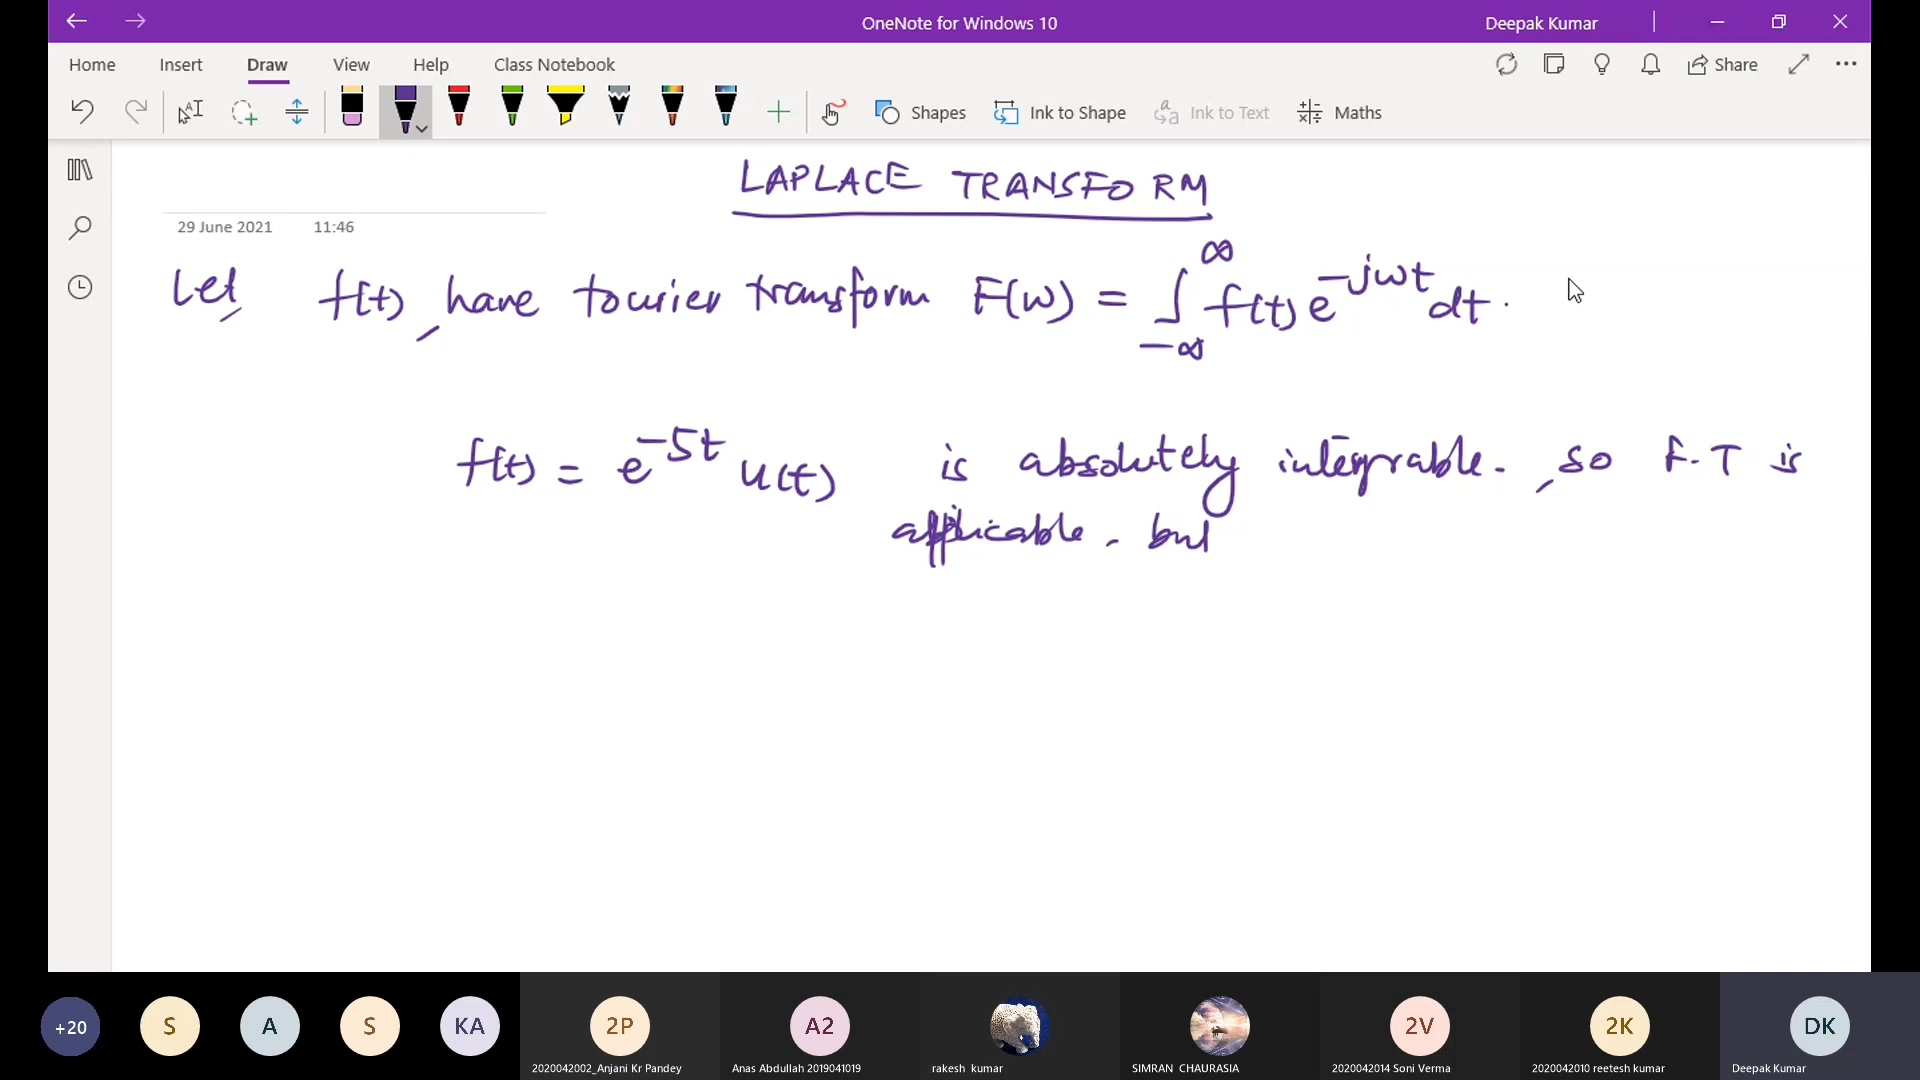 OneNote for Windows 10
Deepak Kumar
Home Insert Draw View Help Class Notebook
Share
Shapes Ink to Shape Ink to Text Maths
LAPLACE TRANSFORM
29 June 2021 11:46
Let, f(t), have fourier transform F(w) = ∫_{-∞}^{∞} f(t) e^{-jwt} dt.
f(t) = e^{-5t} u(t) is absolutely integrable. , so F.T is
applicable. but
+20 S A S KA 2P A2 2V 2K DK
2020042002_Anjani Kr Pandey Anas Abdullah 2019041019 rakesh kumar SIMRAN CHAURASIA 2020042014 Soni Verma 2020042010 reetesh kumar Deepak Kumar